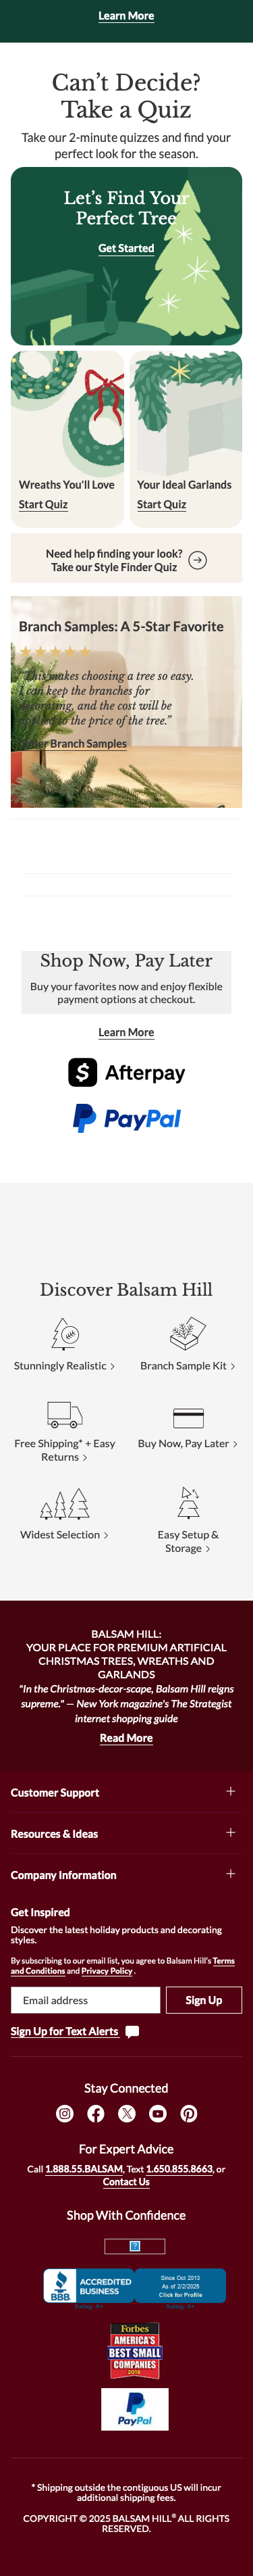 Learn More
Can’t Decide?
Take a Quiz
Take our 2-minute quizzes and find your
perfect look for the season.
Let’s Find Your
Perfect Tree
Get Started
Wreaths You'll Love
Start Quiz
Your Ideal Garlands
Start Quiz
Need help finding your look?
Take our Style Finder Quiz
Branch Samples: A 5-Star Favorite
This makes choosing a tree so easy.
can keep the branches for
decorating, and the cost will be
to the price of the tree.”
Branch Samples
Shop Now, Pay Later
Buy your favorites now and enjoy flexible
payment options at checkout.
Learn More
Afterpay
PayPal
Discover Balsam Hill
Stunningly Realistic
Branch Sample Kit
Free Shipping* + Easy
Returns
Buy Now, Pay Later
Widest Selection
Easy Setup &
Storage
BALSAM HILL:
YOUR PLACE FOR PREMIUM ARTIFICIAL
CHRISTMAS TREES, WREATHS AND
GARLANDS
"In the Christmas-decor-scape, Balsam Hill reigns
supreme." — New York magazine's The Strategist
internet shopping guide
Read More
Customer Support
Resources & Ideas
Company Information
Get Inspired
Discover the latest holiday products and decorating
styles.
By subscribing to our email list, you agree to Balsam Hill’s Terms
and Conditions and Privacy Policy .
Email address
Sign Up
Sign Up for Text Alerts
Stay Connected
For Expert Advice
Call 1.888.55.BALSAM, Text 1.650.855.8663, or
Contact Us
Shop With Confidence
BBB
ACCREDITED
BUSINESS
Since Oct 2013
As of 2/2/2025
Click for Profile
Rating: A+
Rating: A+
Forbes
AMERICA'S
BEST SMALL
COMPANIES
2016
PayPal
* Shipping outside the contiguous US will incur
additional shipping fees.
COPYRIGHT © 2025 BALSAM HILL® ALL RIGHTS
RESERVED.